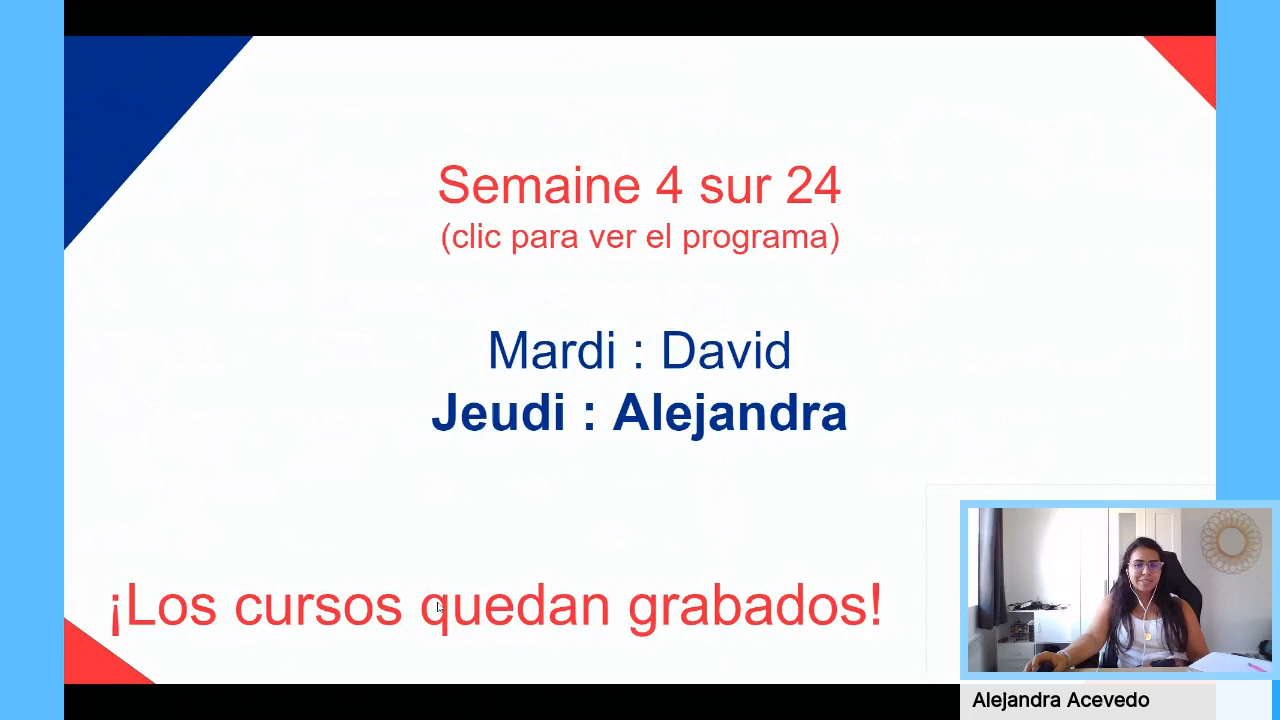 Semaine 4 sur 24
(clic para ver el programa)
Mardi : David
Jeudi : Alejandra
¡Los cursos quedan grabados!
Alejandra Acevedo